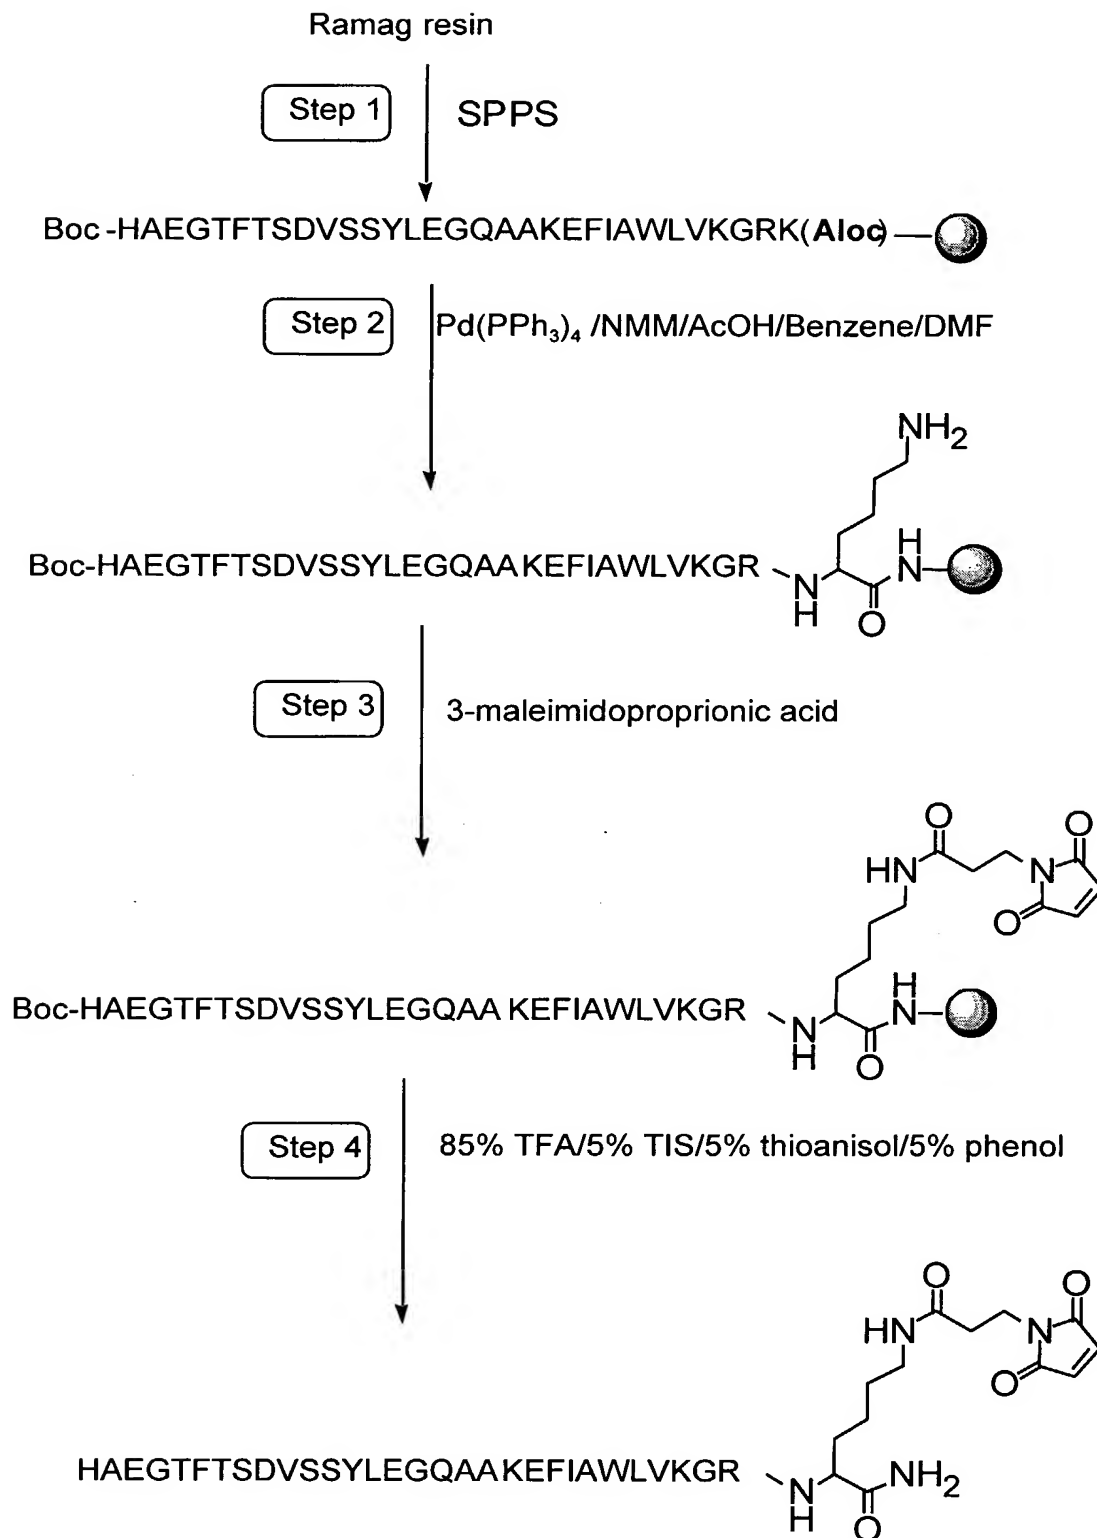 Ramag resin
Step 1
SPPS
Boc-HAEGTFTSDVSSYLEGQAAKEFIAWLVKGRK(Aloc)
Step 2
Pd(PPh3)4 /NMM/AcOH/Benzene/DMF
NH2
Boc-HAEGTFTSDVSSYLEGQAAKEFIAWLVKGR
N
H
O
H
N
Step 3
3-maleimidoproprionic acid
O
HN
N
O
O
Boc-HAEGTFTSDVSSYLEGQAA KEFIAWLVKGR
N
H
O
H
N
Step 4
85% TFA/5% TIS/5% thioanisol/5% phenol
O
HN
N
O
O
HAEGTFTSDVSSYLEGQAAKEFIAWLVKGR
N
H
O
NH2